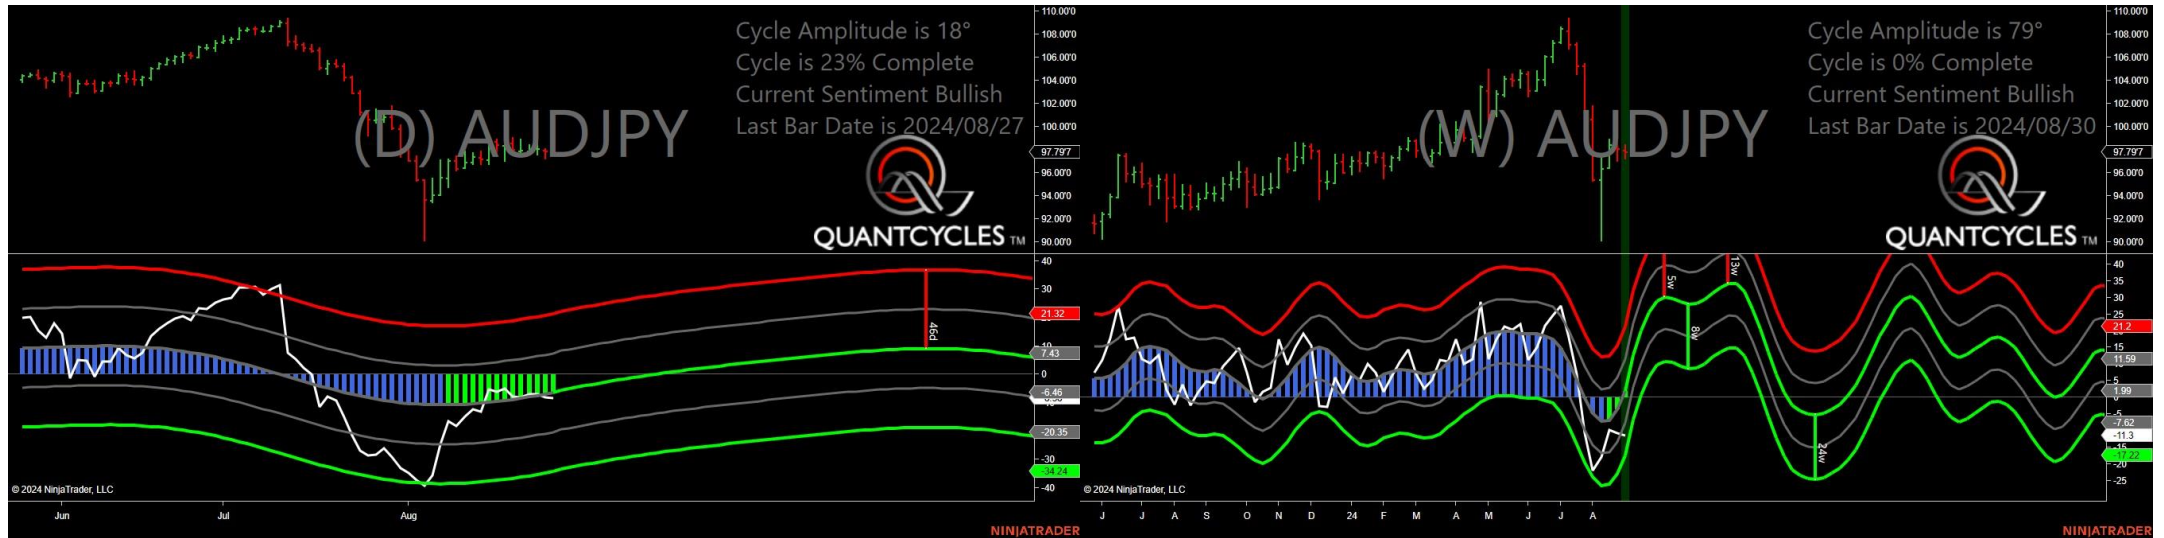 Cycle Amplitude is 18°
Cycle is 23% Complete
Current Sentiment Bullish
Last Bar Date is 2024/08/27
(D) AUDJPY
QUANTCYCLES TM
110.00'0
108.00'0
106.00'0
104.00'0
102.00'0
100.00'0
97.79'7
96.00'0
94.00'0
92.00'0
90.00'0
46d
40
30
21.32
10
7.43
0
-6.46
-20.35
-30
-34.24
-40
© 2024 NinjaTrader, LLC
Jun Jul Aug
NINJATRADER
Cycle Amplitude is 79°
Cycle is 0% Complete
Current Sentiment Bullish
Last Bar Date is 2024/08/30
(W) AUDJPY
QUANTCYCLES TM
110.00'0
108.00'0
106.00'0
104.00'0
102.00'0
100.00'0
97.79'7
96.00'0
94.00'0
92.00'0
90.00'0
5w
13w
8w
24w
40
35
30
25
21.2
15
11.59
5
1.99
0
-5
-7.62
-11.3
-15
-17.22
-20
-25
© 2024 NinjaTrader, LLC
J J A S O N D 24 F M A M J J A
NINJATRADER